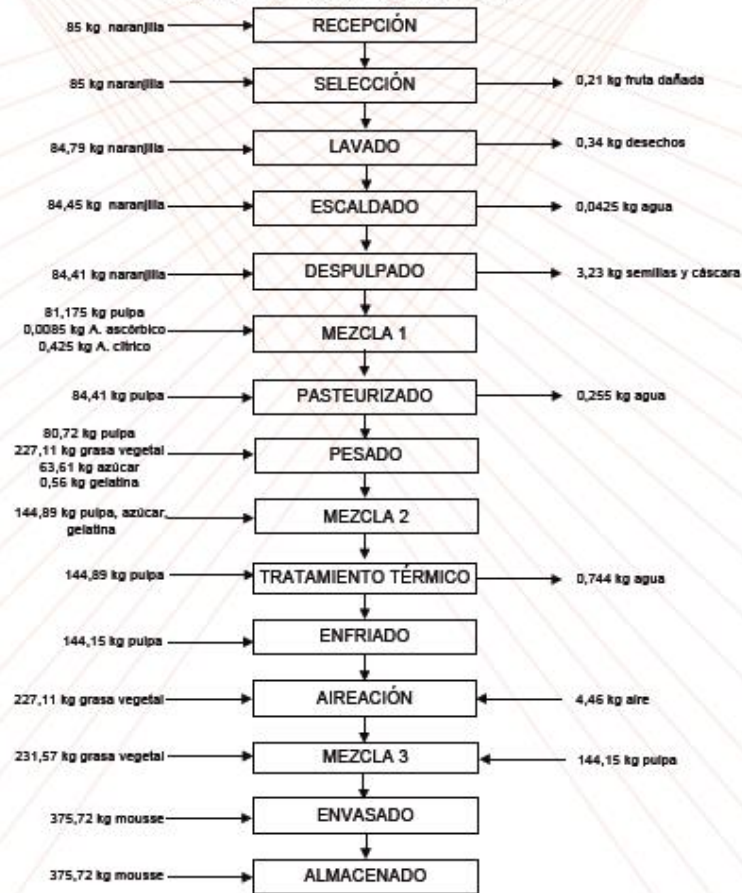 85 kg naranjilla
RECEPCIÓN
85 kg naranjilla
SELECCIÓN
0,21 kg fruta dañada
84,79 kg naranjilla
LAVADO
0,34 kg desechos
84,45 kg naranjilla
ESCALDADO
0,0425 kg agua
84,41 kg naranjilla
DESPULPADO
3,23 kg semillas y cáscara
81,175 kg pulpa
0,0085 kg A. ascórbico
0,425 kg A. cítrico
MEZCLA 1
84,41 kg pulpa
PASTEURIZADO
0,255 kg agua
80,72 kg pulpa
227,11 kg grasa vegetal
63,61 kg azúcar
0,56 kg gelatina
PESADO
144,89 kg pulpa, azúcar,
gelatina
MEZCLA 2
144,89 kg pulpa
TRATAMIENTO TÉRMICO
0,744 kg agua
144,15 kg pulpa
ENFRIADO
227,11 kg grasa vegetal
AIREACIÓN
4,46 kg aire
231,57 kg grasa vegetal
MEZCLA 3
144,15 kg pulpa
375,72 kg mousse
ENVASADO
375,72 kg mousse
ALMACENADO